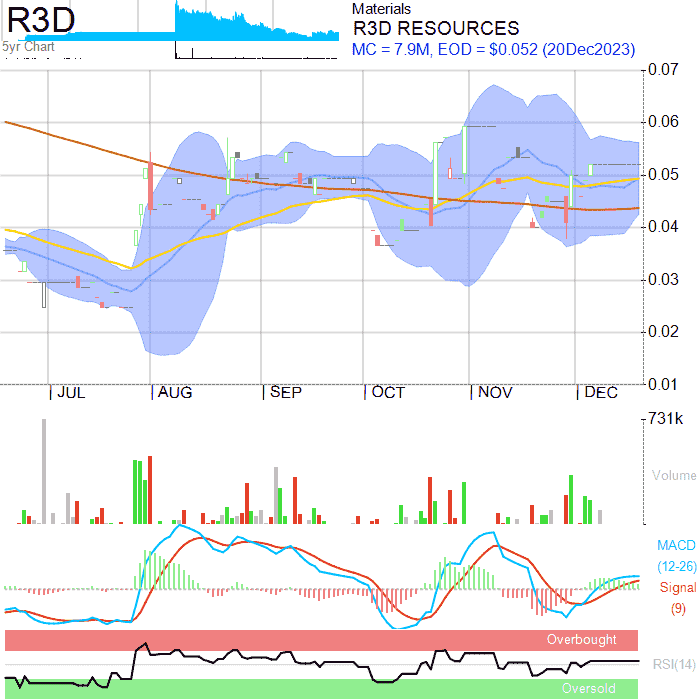 R3D
5yr Chart
Materials
R3D RESOURCES
MC = 7.9M, EOD = $0.052 (20Dec2023)
0.07
0.06
0.05
0.04
0.03
0.02
0.01
JUL AUG SEP OCT NOV DEC
731k
Volume
MACD
(12-26)
Signal
(9)
Overbought
RSI(14)
Oversold